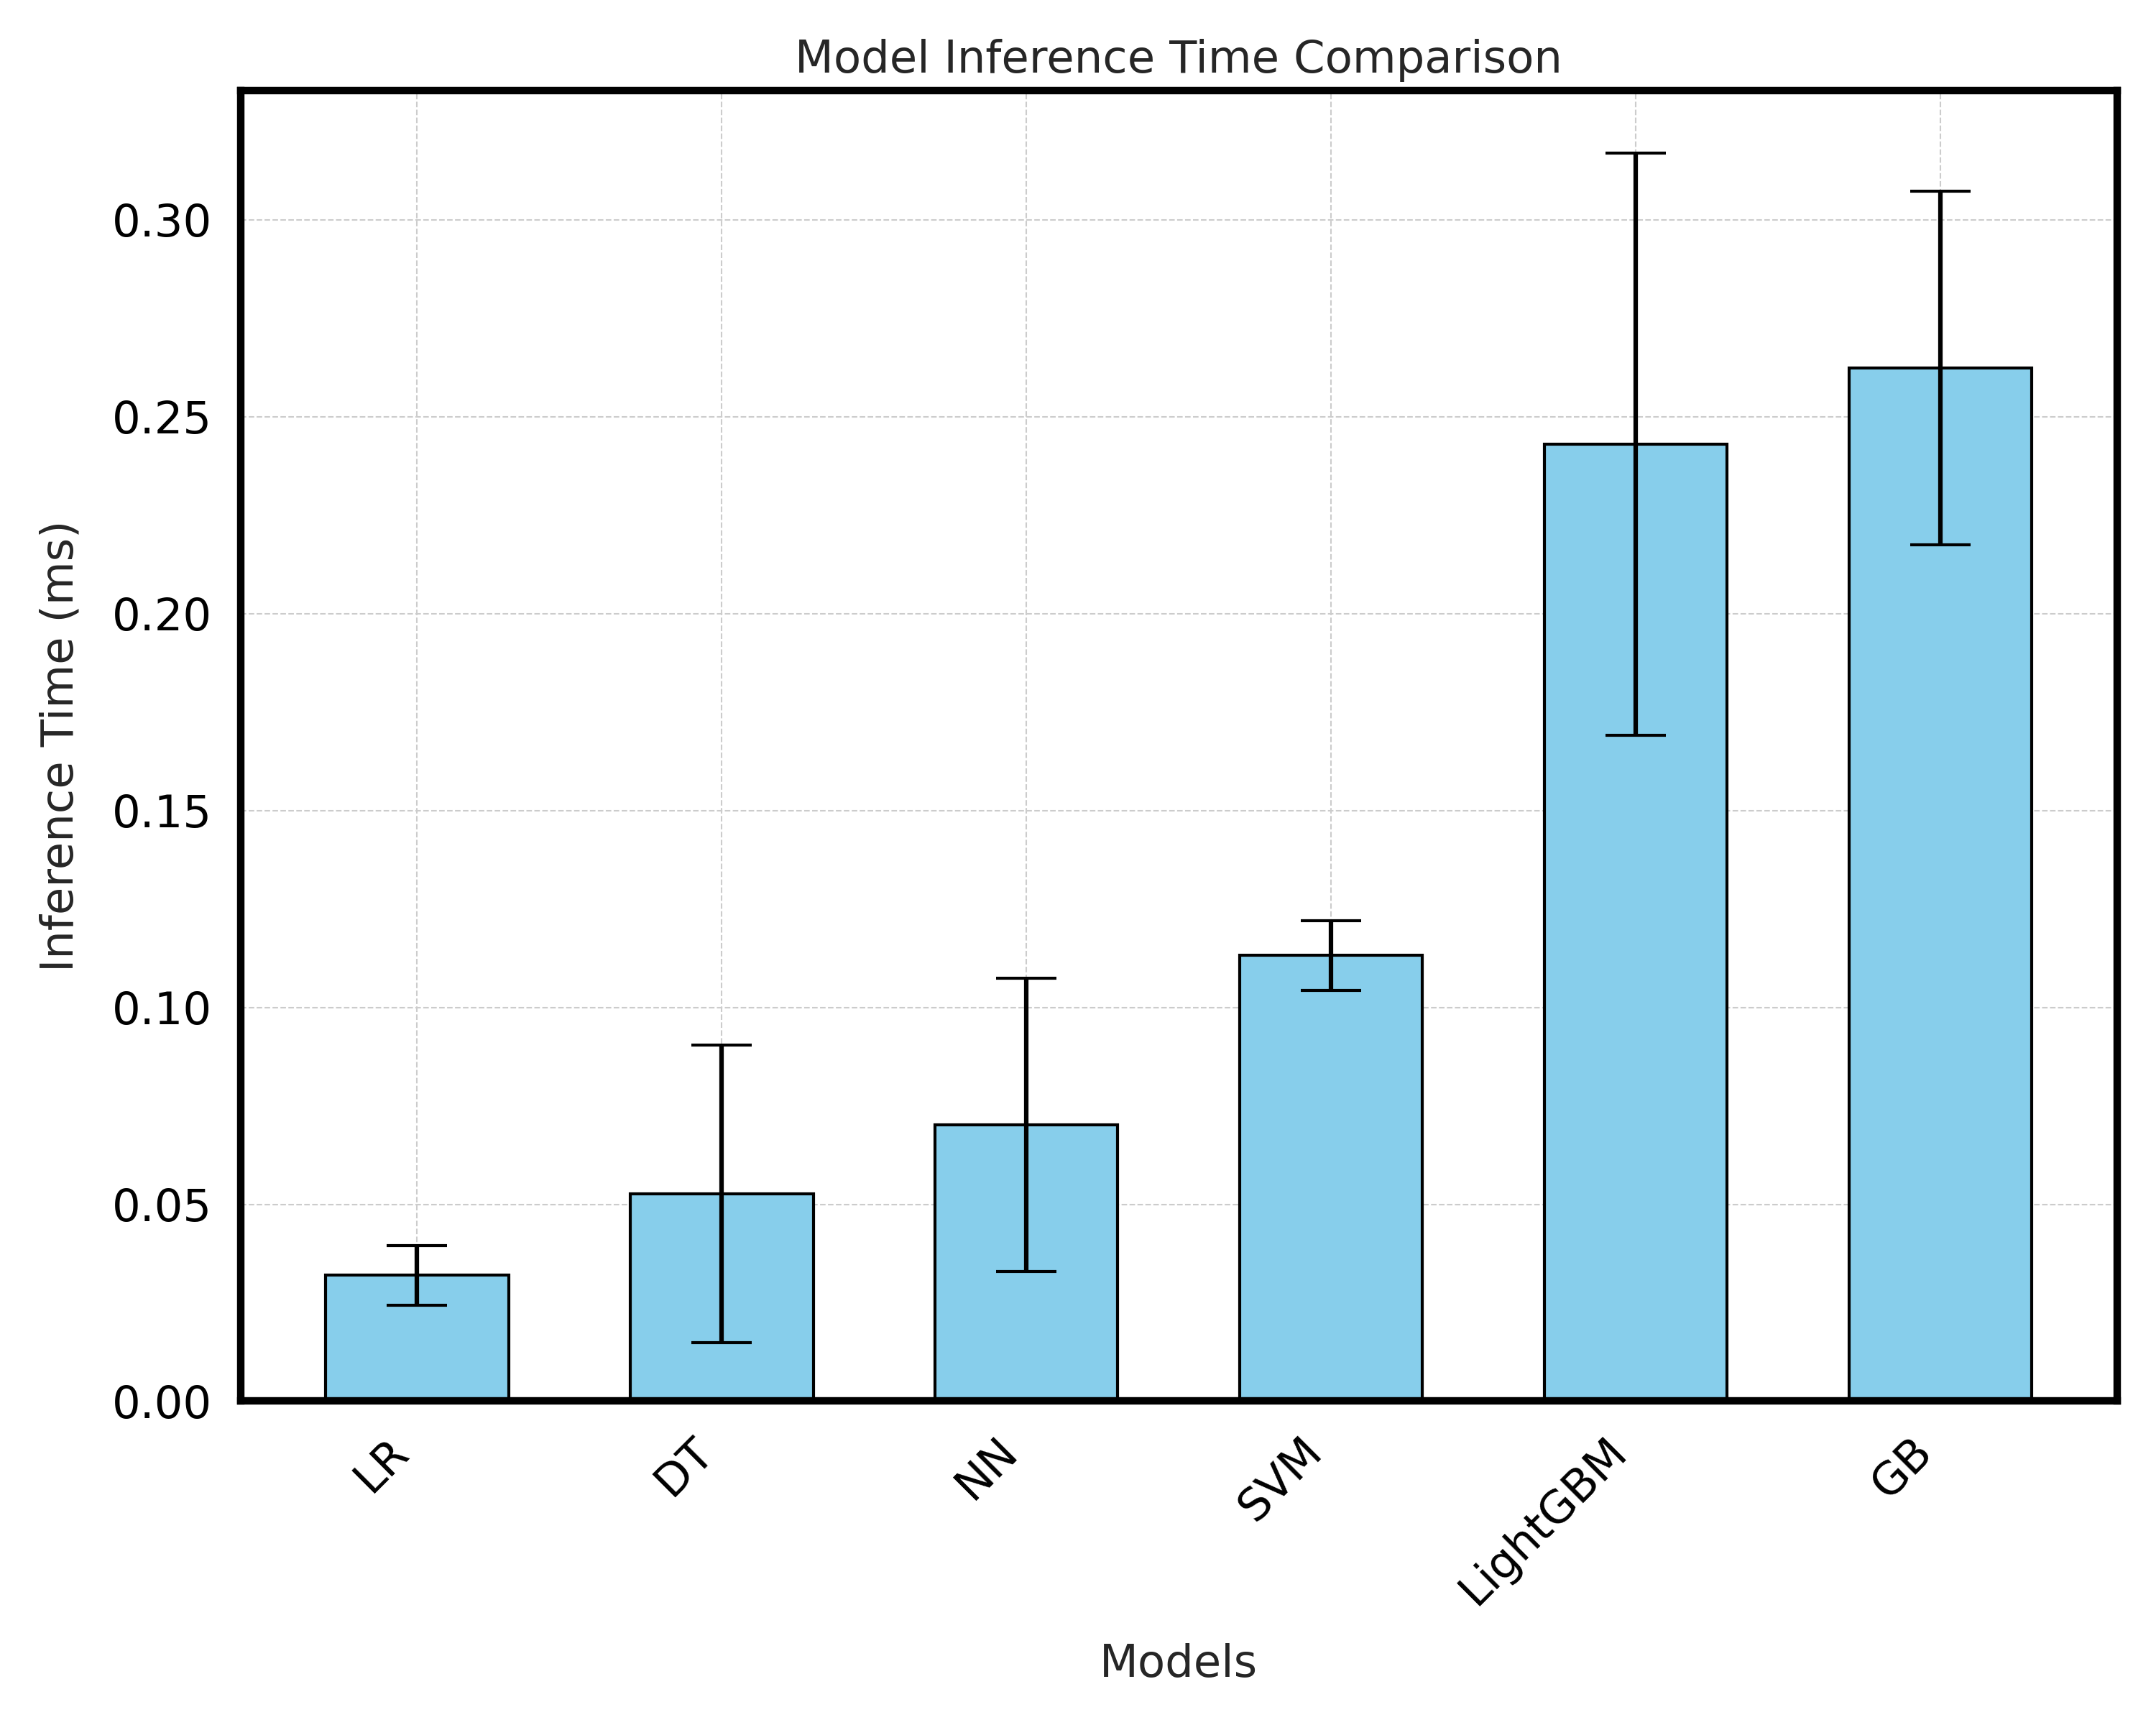 Model Inference Time Comparison
Inference Time (ms)
0.30
0.25
0.20
0.15
0.10
0.05
0.00
LR
DT
NN
SVM
LightGBM
GB
Models